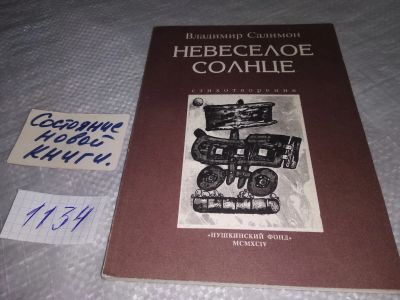 Владимир Салимон
НЕВЕСЕЛОЕ
СОЛНЦЕ
стихотворения
«ПУШКИНСКИЙ ФОНД»
MCMXCIV
Состояние
новой
книги.
1134